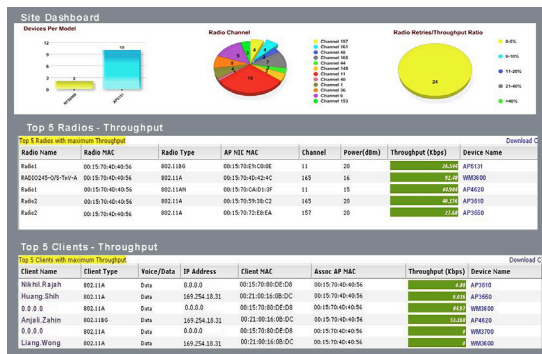 Site Dashboard
Devices Per Model
Radio Channel
Radio Retries/Throughput Ratio
12
9
6
3
0
2
10
AP5131
Channel 157
Channel 161
Channel 46
Channel 165
Channel 44
Channel 149
Channel 11
Channel 40
Channel 1
Channel 36
Channel 6
Channel 153
24
0-5%
6-10%
11-20%
21-40%
>40%
Top 5 Radios - Throughput
Top 5 Radios with maximum Throughput Download C
Radio Name Radio MAC Radio Type AP NIC MAC Channel Power(dBm) Throughput (Kbps) Device Name
Radio1 00:15:70:4D:40:56 802.11BG 00:15:70:E9:C0:0E 11 20 AP5131
RADIO245-O/S-TeV-A 00:15:70:4D:40:56 802.11A 00:15:70:4D:42:4C 165 16 92.48 WM3600
Radio1 00:15:70:4D:40:56 802.11AN 00:15:70:CA:D1:3F 11 15 AP4620
Radio2 00:15:70:4D:40:56 802.11A 00:15:70:59:30:C2 165 20 AP3510
Radio2 00:15:70:4D:40:56 802.11A 00:15:70:72:E0:EA 157 20 23.68 AP3550
Top 5 Clients - Throughput
Top 5 Clients with maximum Throughput Download C
Client Name Client Type Voice/Data IP Address Client MAC Assoc AP MAC Throughput (Kbps) Device Name
Nikhil.Rajah 802.11A Data 0.0.0.0 00:15:70:80:DE:D8 00:15:70:4D:40:56 AP3510
Huang.Shih 802.11A Data 169.254.18.31 00:21:00:16:0B:DC 00:15:70:4D:40:56 AP3550
0.0.0.0 802.11A Data 0.0.0.0 00:15:70:80:DE:D8 00:15:70:4D:40:56 WM3600
Anjali.Zahin 802.11BG Data 169.254.18.31 00:21:00:16:0B:DC 00:15:70:4D:40:56 AP4620
0.0.0.0 802.11A Data 0.0.0.0 00:15:70:80:DE:D8 00:15:70:4D:40:56 WM3700
Liang.Wong 802.11A Data 169.254.18.31 00:21:00:16:0B:DC 00:15:70:4D:40:56 WM3600